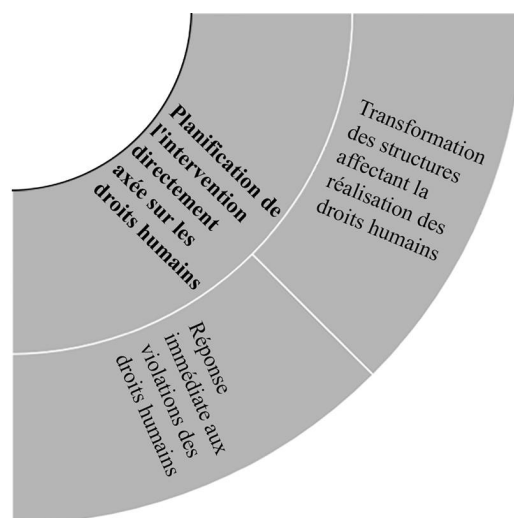 Planification de
l'intervention
directement
axée sur les
droits humains
Transformation
des structures
affectant la
réalisation des
droits humains
Réponse
immédiate aux
violations des
droits humains